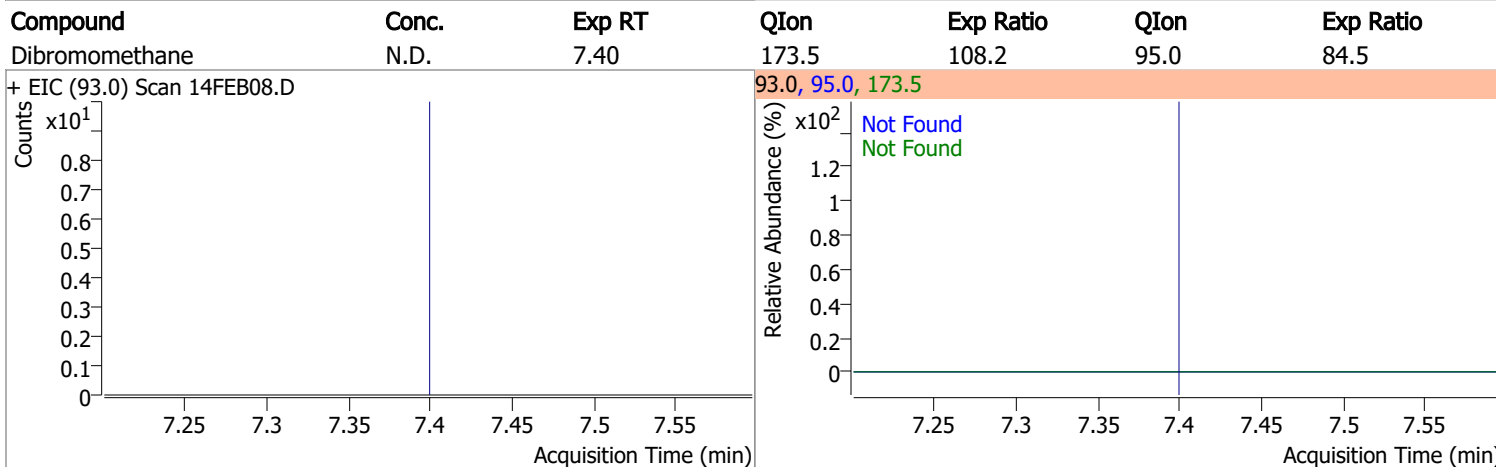 Compound Conc. Exp RT QIon Exp Ratio QIon Exp Ratio
Dibromomethane N.D. 7.40 173.5 108.2 95.0 84.5
+ EIC (93.0) Scan 14FEB08.D
Counts
x10¹
0.8
0.7
0.6
0.5
0.4
0.3
0.2
0.1
0
7.25 7.3 7.35 7.4 7.45 7.5 7.55
Acquisition Time (min)
93.0, 95.0, 173.5
Relative Abundance (%)
x10²
Not Found
Not Found
1.2
1
0.8
0.6
0.4
0.2
0
7.25 7.3 7.35 7.4 7.45 7.5 7.55
Acquisition Time (min)